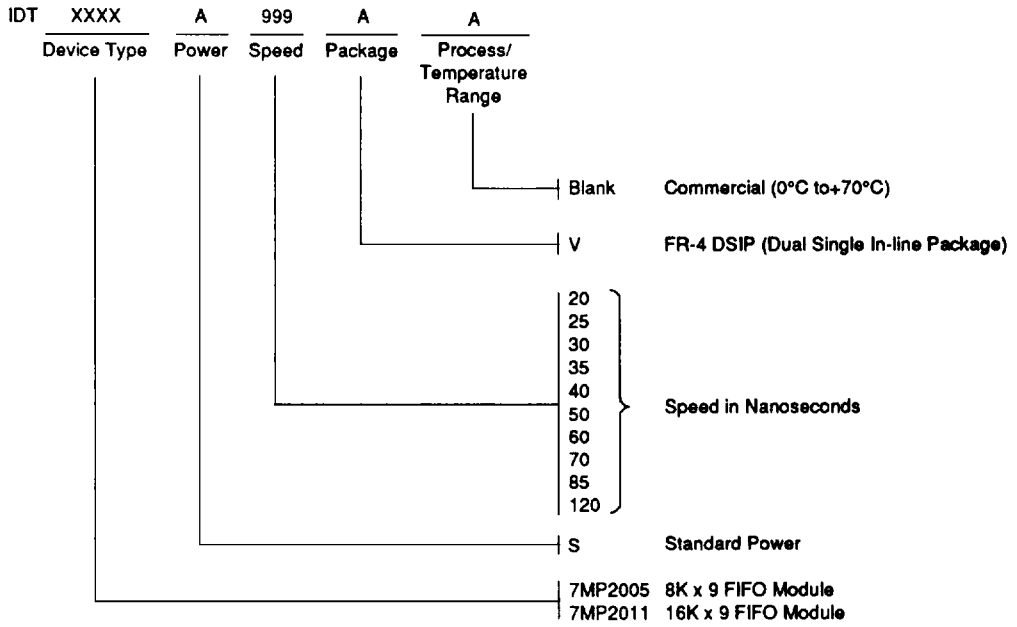 IDT XXXX A 999 A A
Device Type Power Speed Package Process/
Temperature
Range
Blank Commercial (0°C to+70°C)
V FR-4 DSIP (Dual Single In-line Package)
20
25
30
35
40
50
60
70
85
120
Speed in Nanoseconds
S Standard Power
7MP2005 8K x 9 FIFO Module
7MP2011 16K x 9 FIFO Module